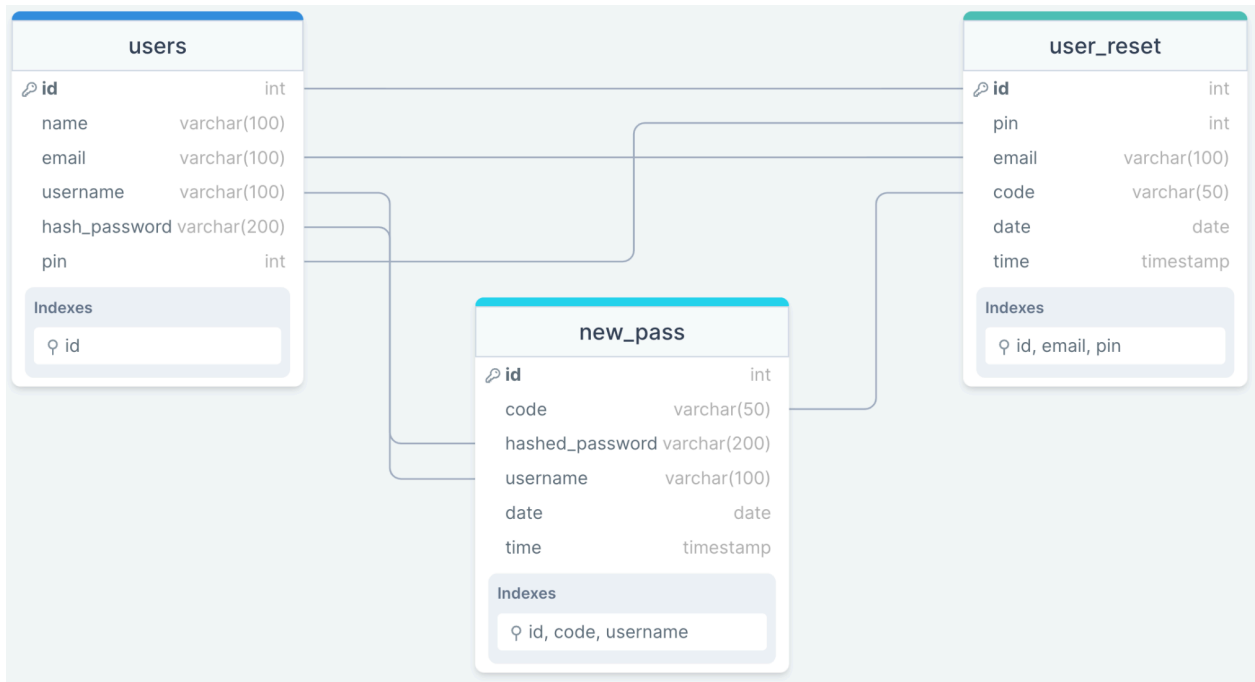 users
id int
name varchar(100)
email varchar(100)
username varchar(100)
hash_password varchar(200)
pin int
Indexes
id
user_reset
id int
pin int
email varchar(100)
code varchar(50)
date date
time timestamp
Indexes
id, email, pin
new_pass
id int
code varchar(50)
hashed_password varchar(200)
username varchar(100)
date date
time timestamp
Indexes
id, code, username